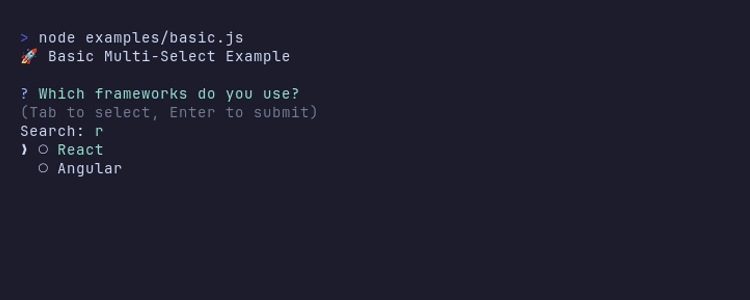 > node examples/basic.js
🚀 Basic Multi-Select Example
? Which frameworks do you use?
(Tab to select, Enter to submit)
Search: r
❯ ○ React
○ Angular